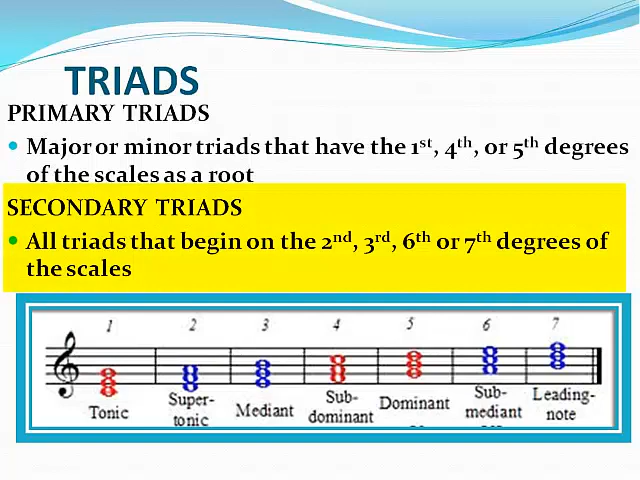 TRIADS
PRIMARY TRIADS
• Major or minor triads that have the 1st, 4th, or 5th degrees
of the scales as a root
SECONDARY TRIADS
• All triads that begin on the 2nd, 3rd, 6th or 7th degrees of
the scales
1 2 3 4 5 6 7
Tonic Super-tonic Mediant Sub-dominant Dominant Sub-mediant Leading-note